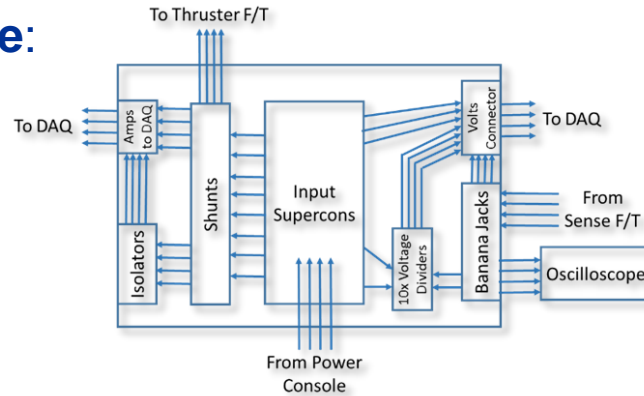 To Thruster F/T
e:
To DAQ
Amps
to DAQ
Shunts
Input
Supercons
Volts
Connector
To DAQ
Isolators
10x Voltage
Dividers
Banana Jacks
From
Sense F/T
Oscilloscope
From Power
Console